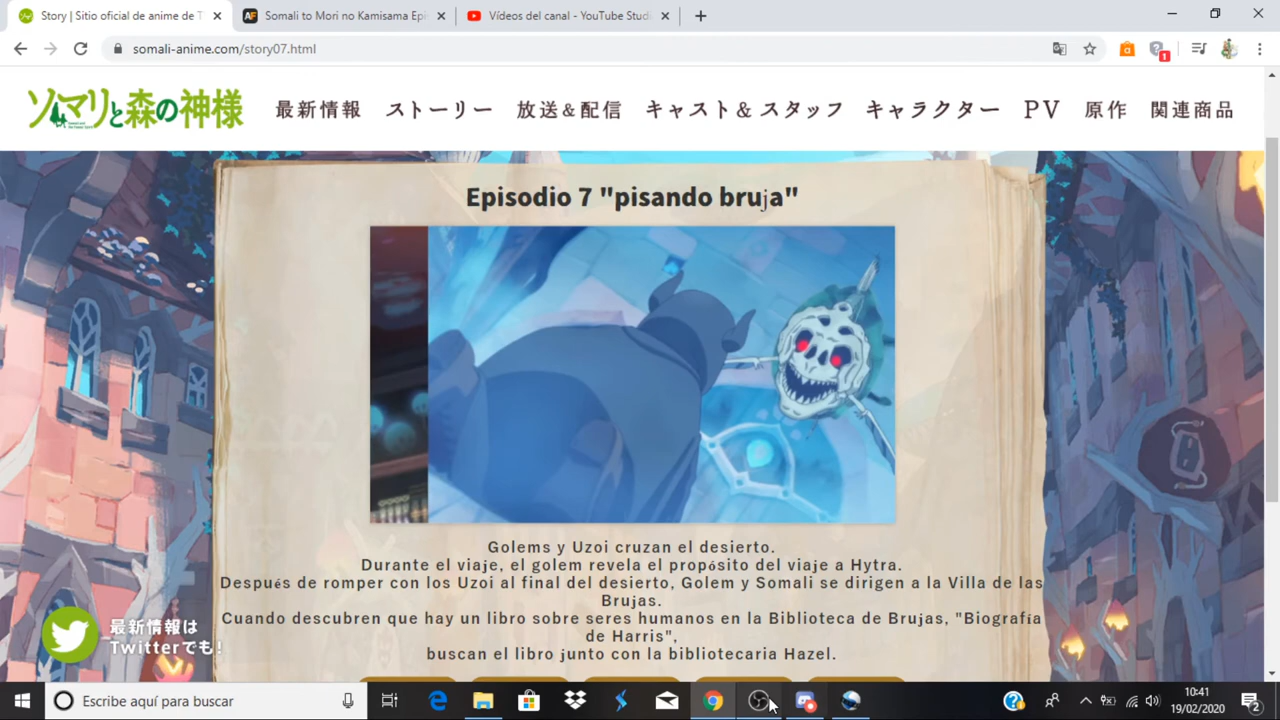 Story | Sitio oficial de anime de T
Somali to Mori no Kamisama Epi
Vídeos del canal - YouTube Studi
somali-anime.com/story07.html
1
ソマリと森の神様
最新情報 ストーリー 放送&配信 キャスト&スタッフ キャラクター PV 原作 関連商品
Episodio 7 "pisando bruja"
Golems y Uzoi cruzan el desierto.
Durante el viaje, el golem revela el propósito del viaje a Hytra.
Después de romper con los Uzoi al final del desierto, Golem y Somali se dirigen a la Villa de las
Brujas.
Cuando descubren que hay un libro sobre seres humanos en la Biblioteca de Brujas, "Biografía
de Harris",
buscan el libro junto con la bibliotecaria Hazel.
最新情報は
Twitterでも!
Escribe aquí para buscar
10:41
19/02/2020
2